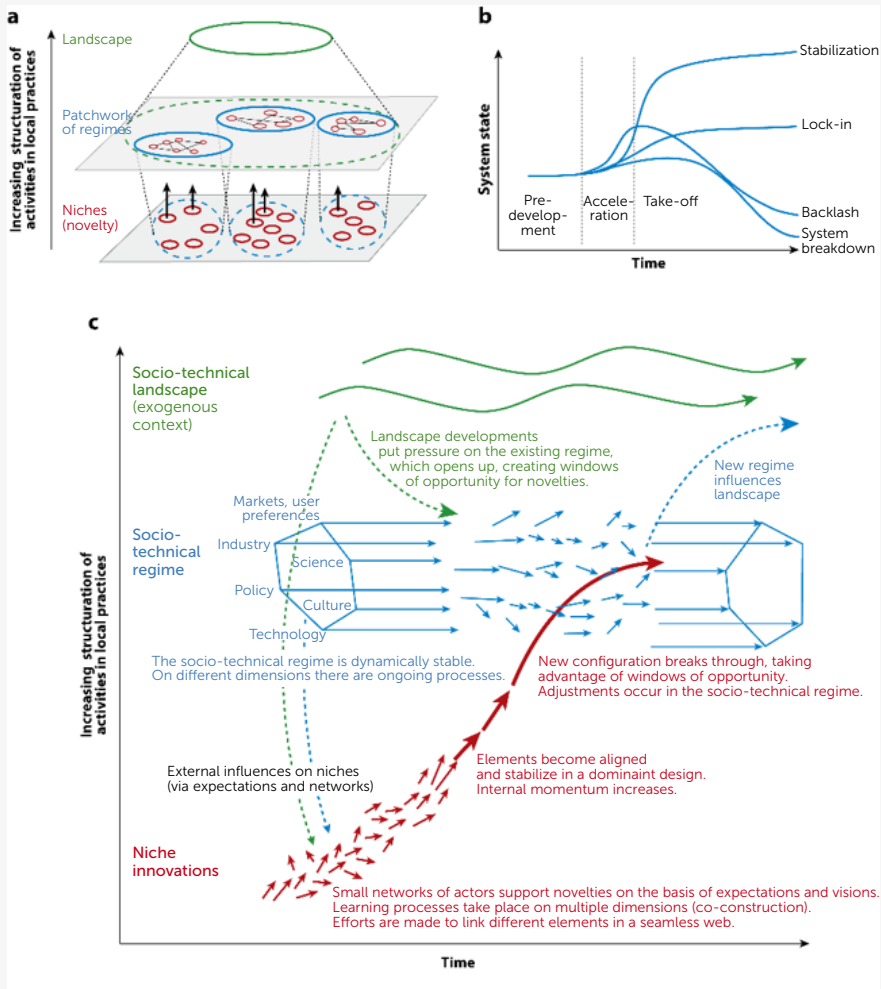 a
Increasing structuration of
activities in local practices
Landscape
Patchwork
of regimes
Niches
(novelty)
b
System state
Pre-
develop-
ment
Accele-
ration
Take-off
Stabilization
Lock-in
Backlash
System
breakdown
Time
c
Increasing structuration of
activities in local practices
Socio-technical
landscape
(exogenous
context)
Landscape developments
put pressure on the existing regime,
which opens up, creating windows
of opportunity for novelties.
New regime
influences
landscape
Socio-
technical
regime
Markets, user
preferences
Industry
Science
Policy
Culture
Technology
The socio-technical regime is dynamically stable.
On different dimensions there are ongoing processes.
New configuration breaks through, taking
advantage of windows of opportunity.
Adjustments occur in the socio-technical regime.
Elements become aligned
and stabilize in a dominaint design.
Internal momentum increases.
External influences on niches
(via expectations and networks)
Niche
innovations
Small networks of actors support novelties on the basis of expectations and visions.
Learning processes take place on multiple dimensions (co-construction).
Efforts are made to link different elements in a seamless web.
Time